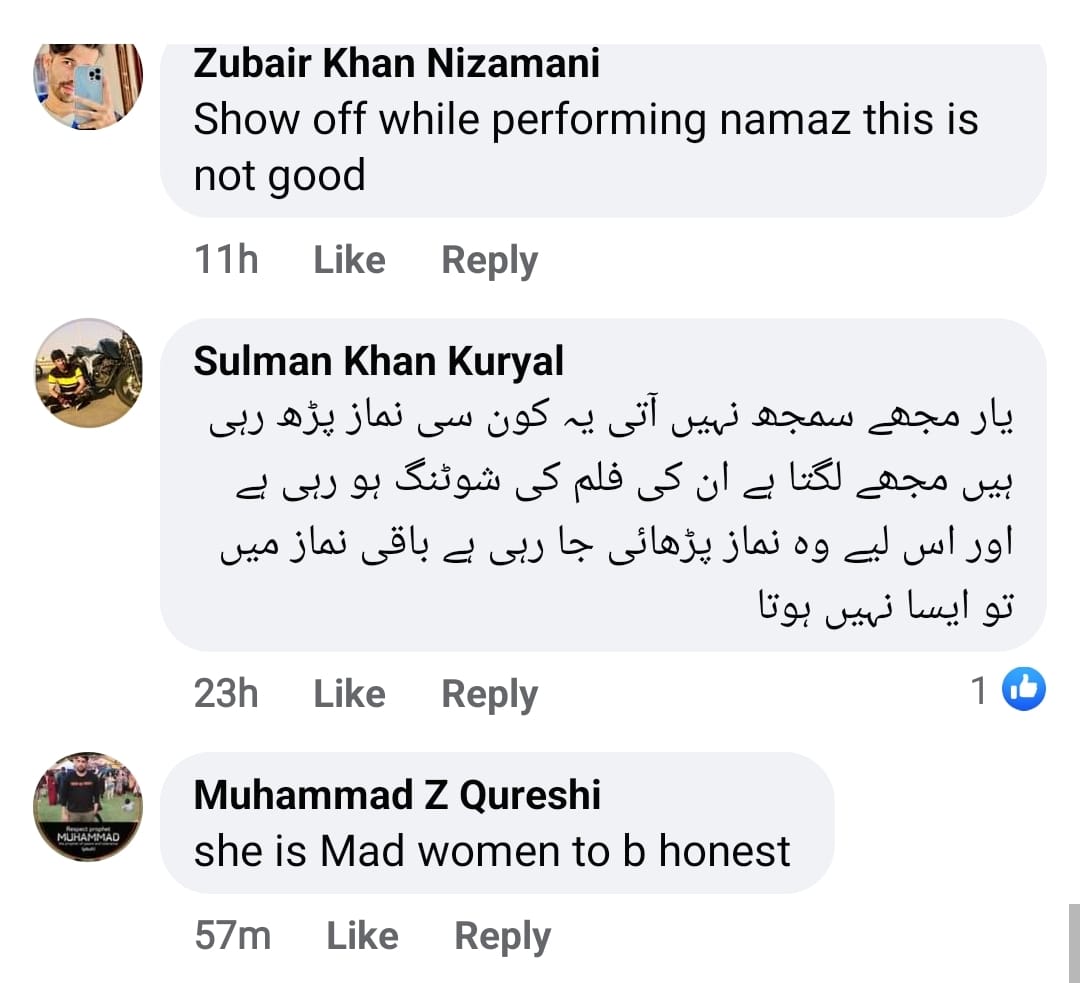 Zubair Khan Nizamani
Show off while performing namaz this is
not good
11h Like Reply
Sulman Khan Kuryal
یار مجھے سمجھ نہیں آتی یہ کون سی نماز پڑھ رہی
ہیں مجھے لگتا ہے ان کی فلم کی شوٹنگ ہو رہی ہے
اور اس لیے وہ نماز پڑھائی جا رہی ہے باقی نماز میں
تو ایسا نہیں ہوتا
23h Like Reply 1
Respect prophet
MUHAMMAD
Muhammad Z Qureshi
she is Mad women to b honest
57m Like Reply